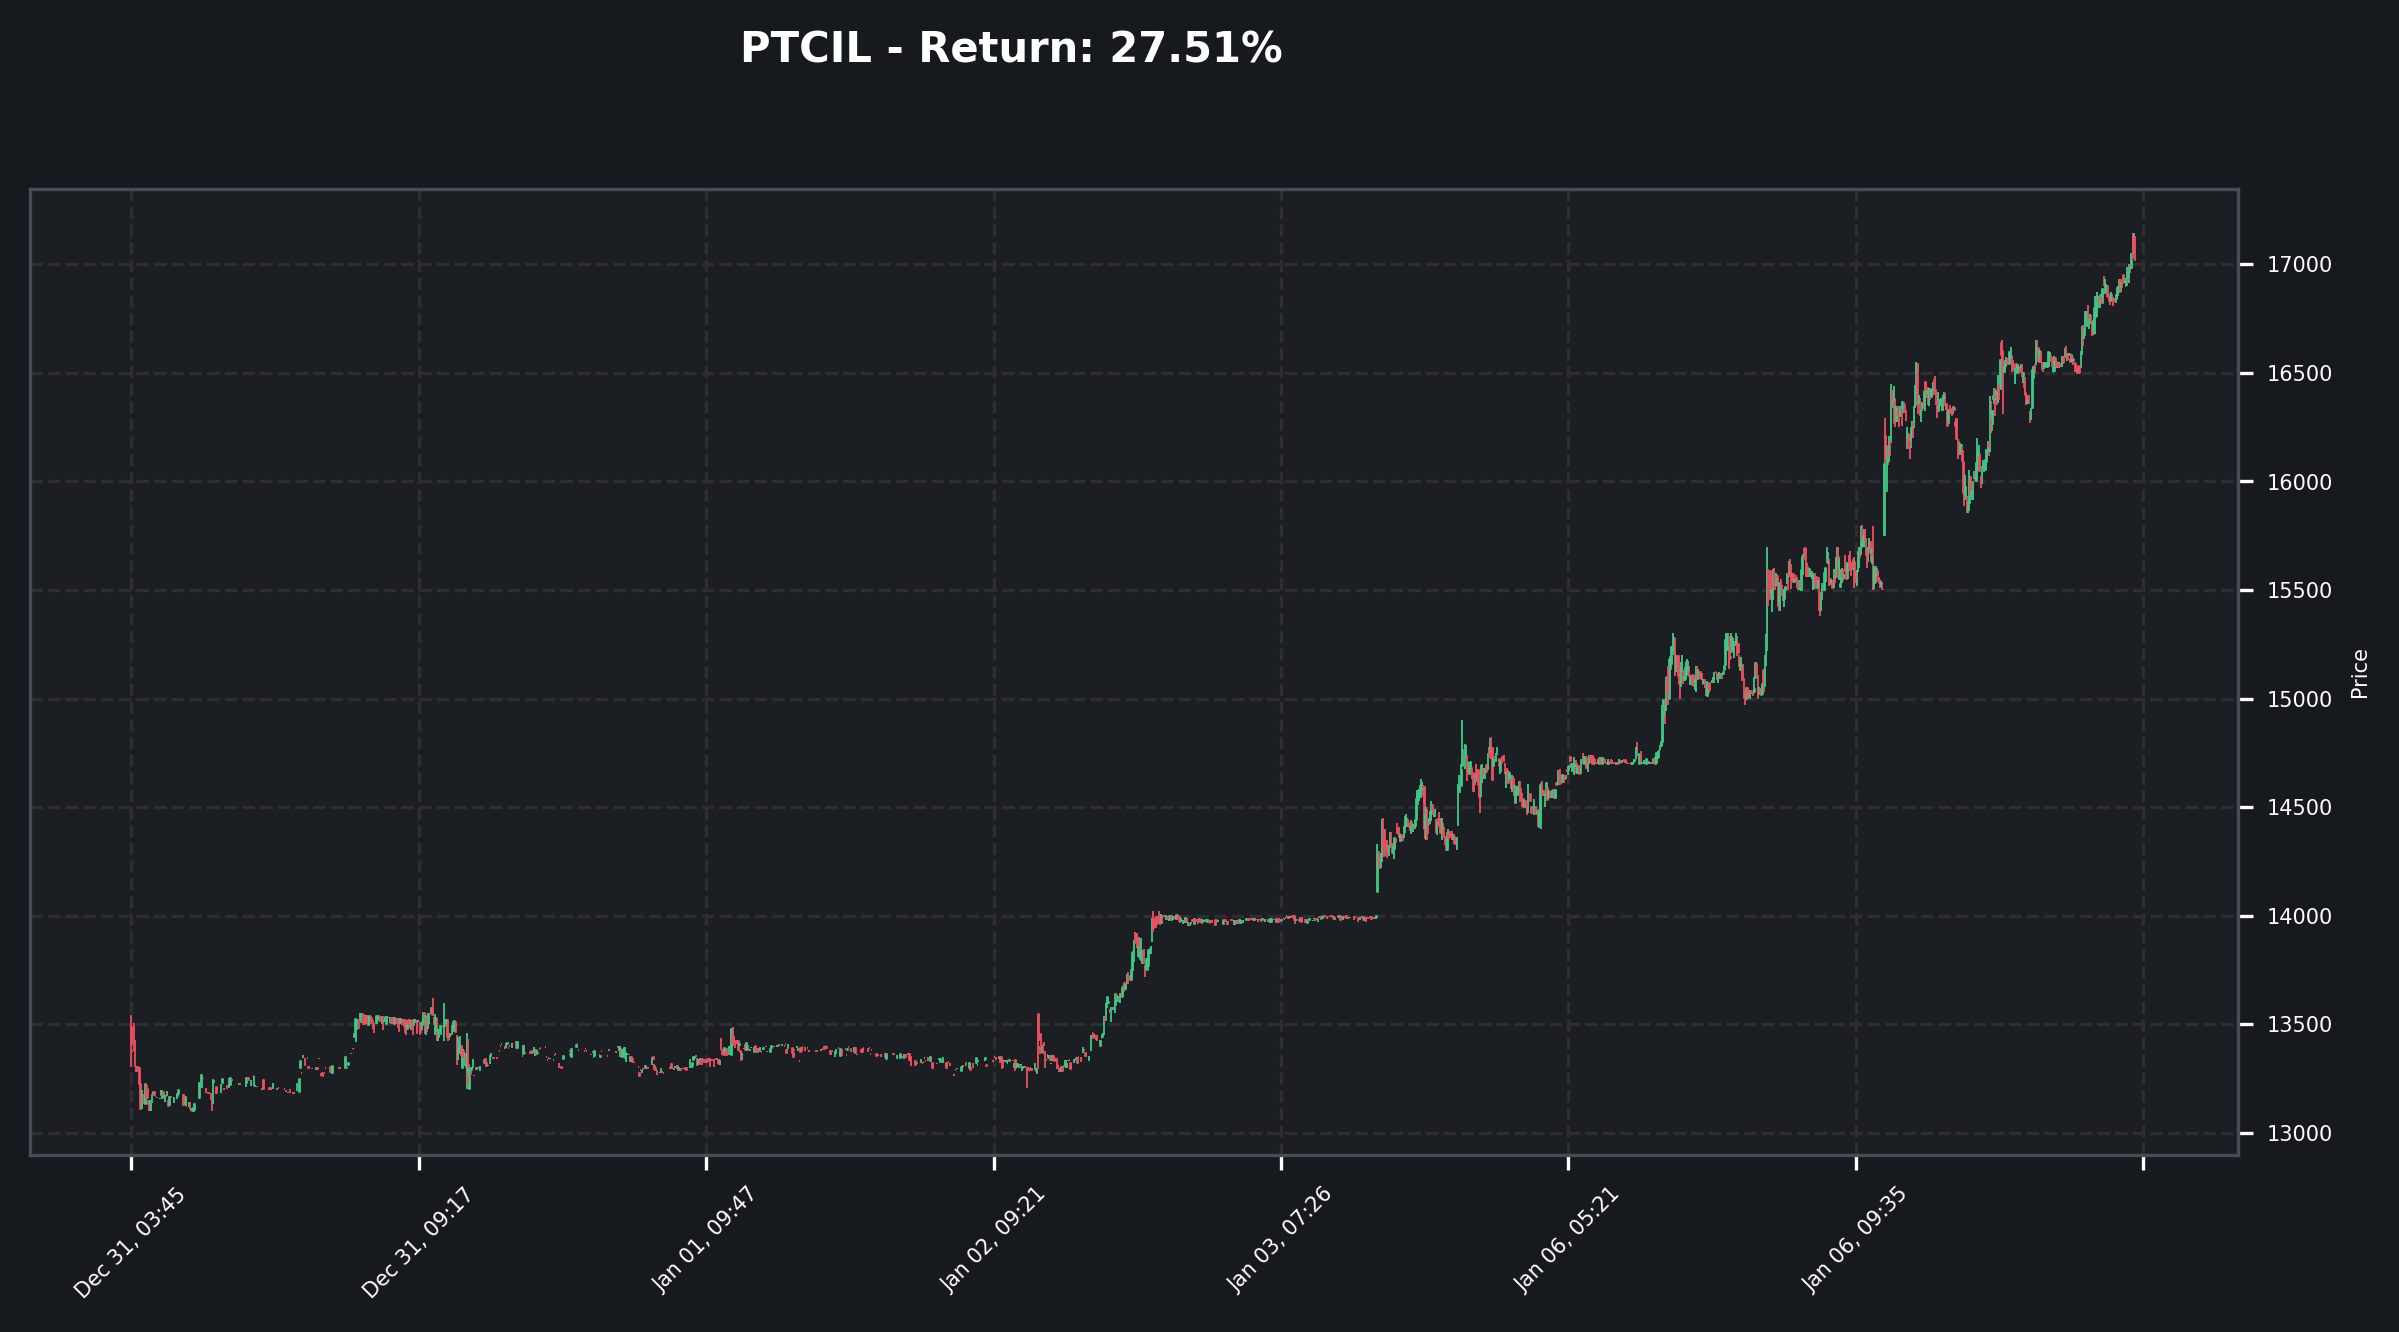 PTCIL - Return: 27.51%
17000
16500
16000
15500
15000
14500
14000
13500
13000
Price
Dec 31, 03:45
Dec 31, 09:17
Jan 01, 09:47
Jan 02, 09:21
Jan 03, 07:26
Jan 06, 05:21
Jan 06, 09:35